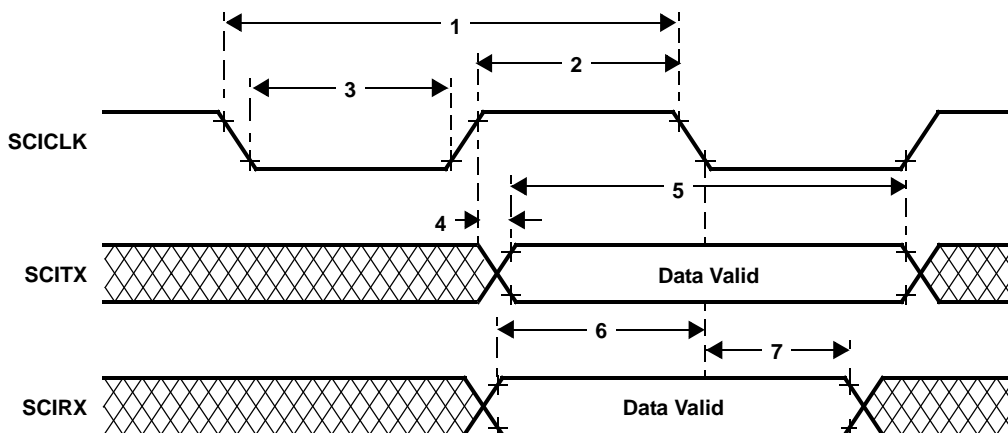 1
2
3
SCICLK
5
4
SCITX Data Valid
6
7
SCIRX Data Valid